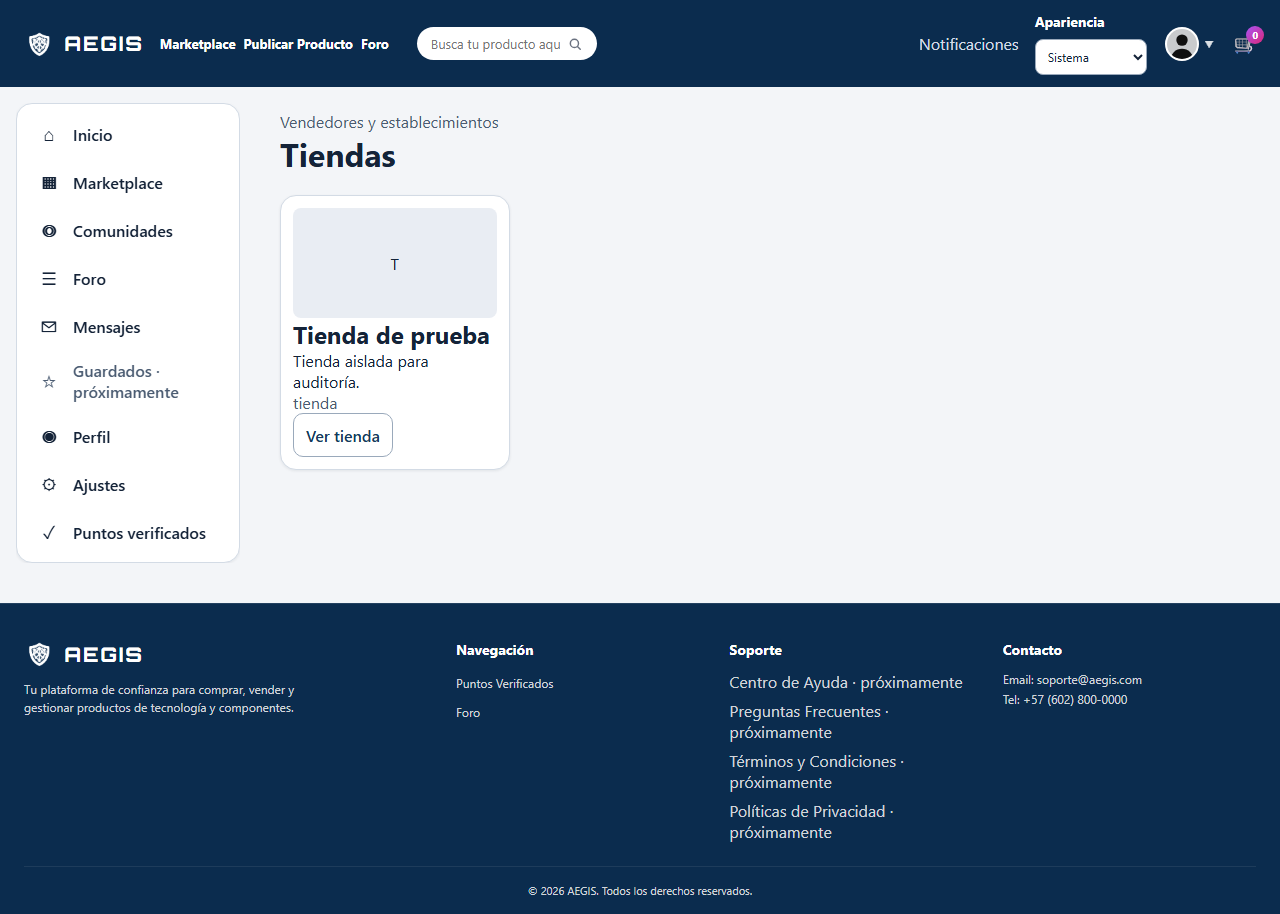 AEGIS Marketplace Publicar Producto Foro
Busca tu producto aqu
Notificaciones
Apariencia
Sistema
0
Inicio
Marketplace
Comunidades
Foro
Mensajes
Guardados ·
próximamente
Perfil
Ajustes
Puntos verificados
Vendedores y establecimientos
Tiendas
T
Tienda de prueba
Tienda aislada para
auditoría.
tienda
Ver tienda
AEGIS
Tu plataforma de confianza para comprar, vender y
gestionar productos de tecnología y componentes.
Navegación
Puntos Verificados
Foro
Soporte
Centro de Ayuda · próximamente
Preguntas Frecuentes ·
próximamente
Términos y Condiciones ·
próximamente
Políticas de Privacidad ·
próximamente
Contacto
Email: soporte@aegis.com
Tel: +57 (602) 800-0000
© 2026 AEGIS. Todos los derechos reservados.